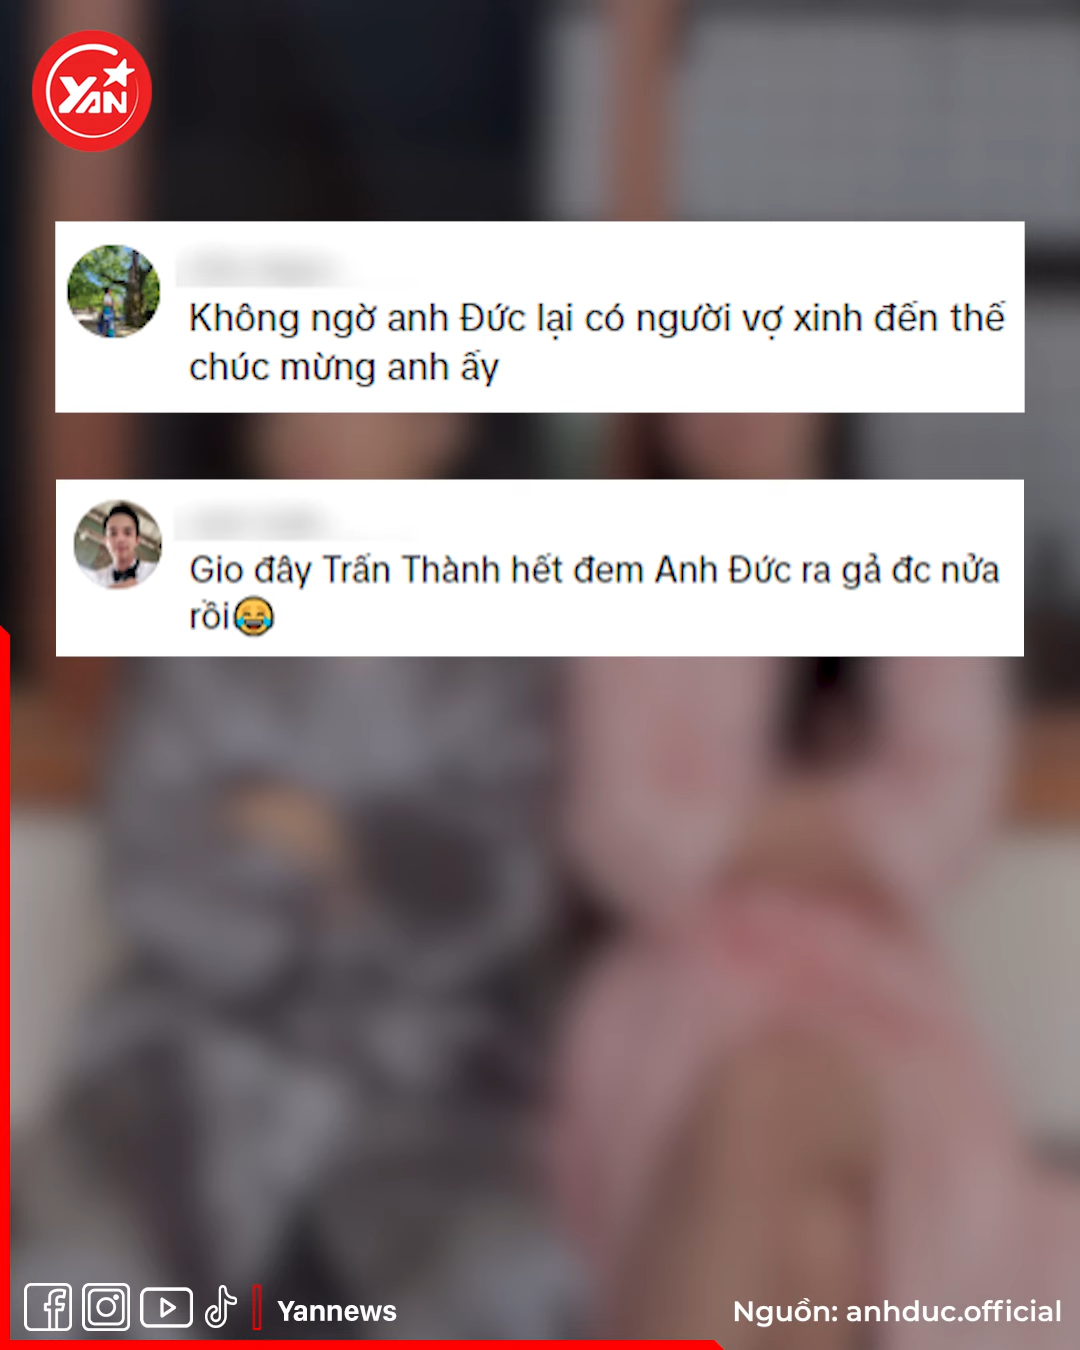 YAN
Không ngờ anh Đức lại có người vợ xinh đến thế
chúc mừng anh ấy
Gio đây Trấn Thành hết đem Anh Đức ra gả đc nửa
rồi😂
Yannews
Nguồn: anhduc.official